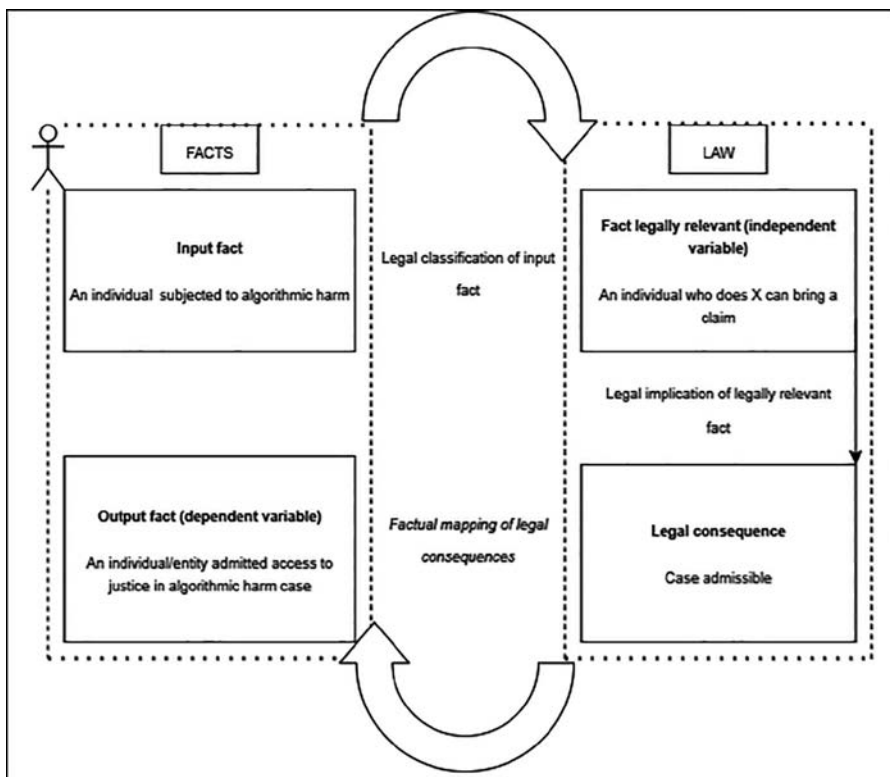 FACTS
Input fact
An individual subjected to algorithmic harm
Output fact (dependent variable)
An individual/entity admitted access to
justice in algorithmic harm case
Legal classification of input
fact
Factual mapping of legal
consequences
LAW
Fact legally relevant (independent
variable)
An individual who does X can bring a
claim
Legal implication of legally relevant
fact
Legal consequence
Case admissible